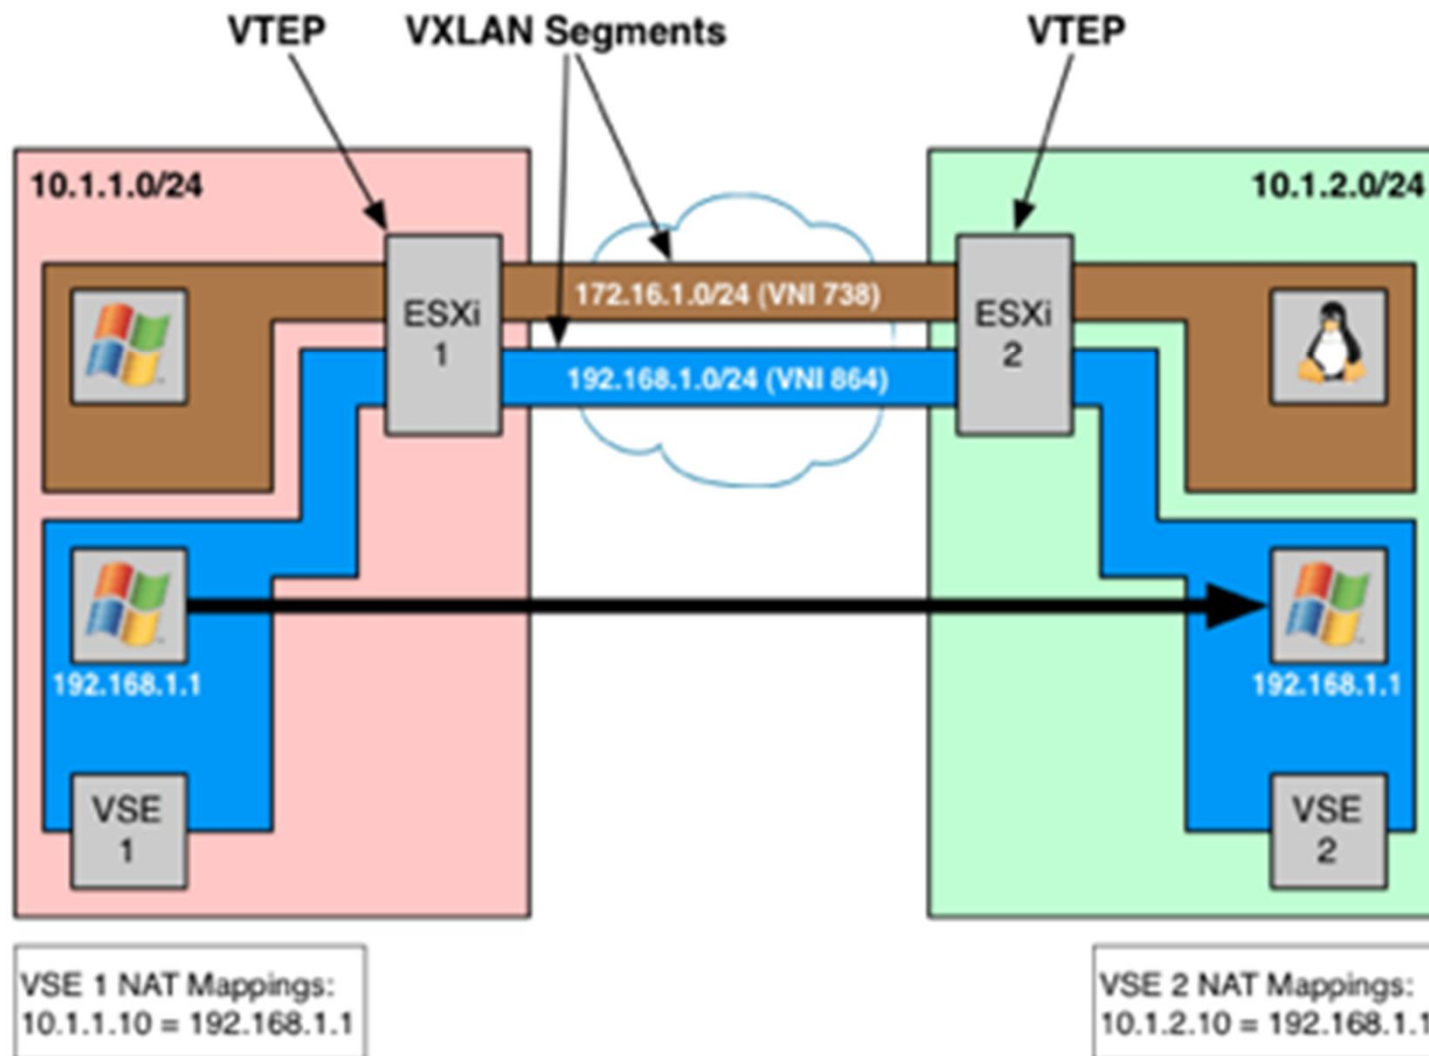 VTEP
VXLAN Segments
VTEP
10.1.1.0/24
10.1.2.0/24
ESXi
1
172.16.1.0/24 (VNI 738)
ESXi
2
192.168.1.0/24 (VNI 864)
192.168.1.1
192.168.1.1
VSE
1
VSE
2
VSE 1 NAT Mappings:
10.1.1.10 = 192.168.1.1
VSE 2 NAT Mappings:
10.1.2.10 = 192.168.1.1